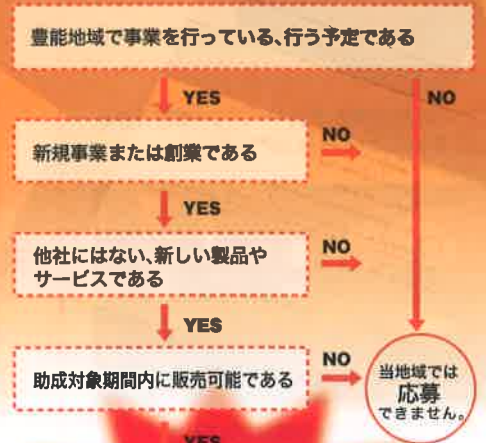 豊能地域で事業を行っている、行う予定である
YES
NO
新規事業または創業である
NO
YES
他社にはない、新しい製品や
サービスである
NO
YES
助成対象期間内に販売可能である
NO
当地域では
応募
できません。
YES